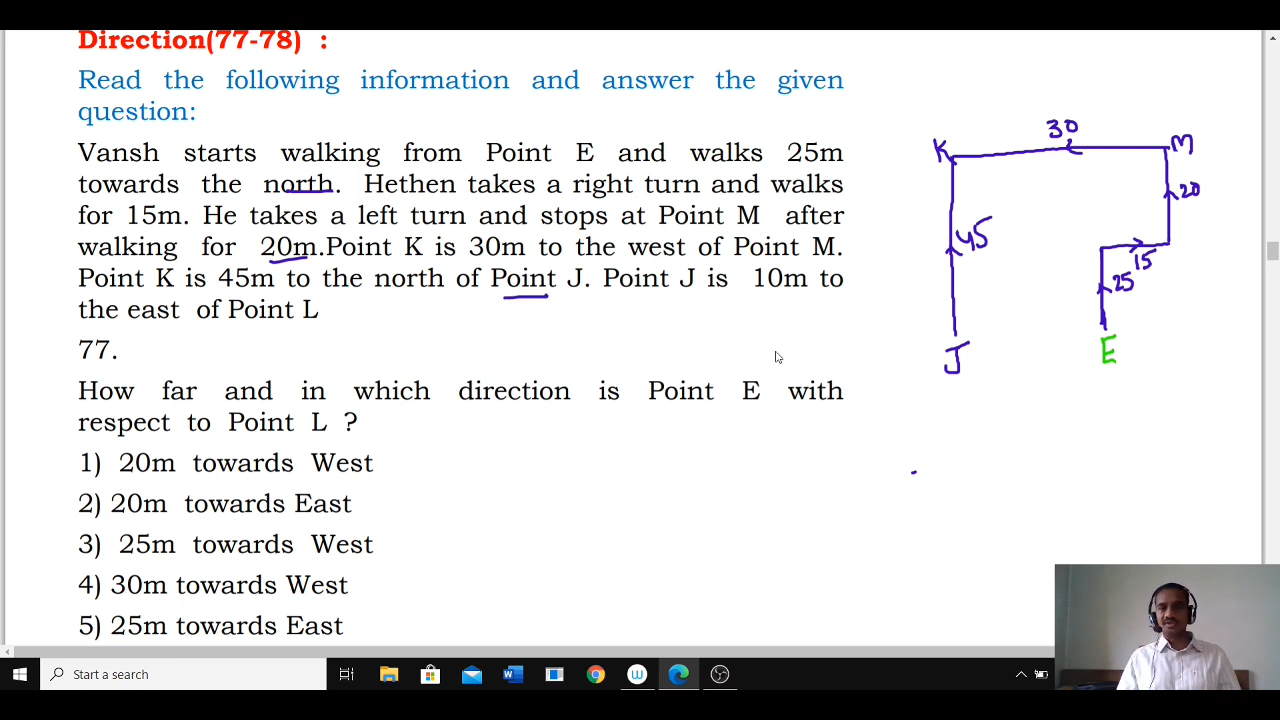 Direction(77-78) :
Read the following information and answer the given
question:
Vansh starts walking from Point E and walks 25m
towards the north. Hethen takes a right turn and walks
for 15m. He takes a left turn and stops at Point M after
walking for 20m.Point K is 30m to the west of Point M.
Point K is 45m to the north of Point J. Point J is 10m to
the east of Point L
77.
How far and in which direction is Point E with
respect to Point L ?
1) 20m towards West
2) 20m towards East
3) 25m towards West
4) 30m towards West
5) 25m towards East
30
K
M
20
45
15
25
J
E
Start a search